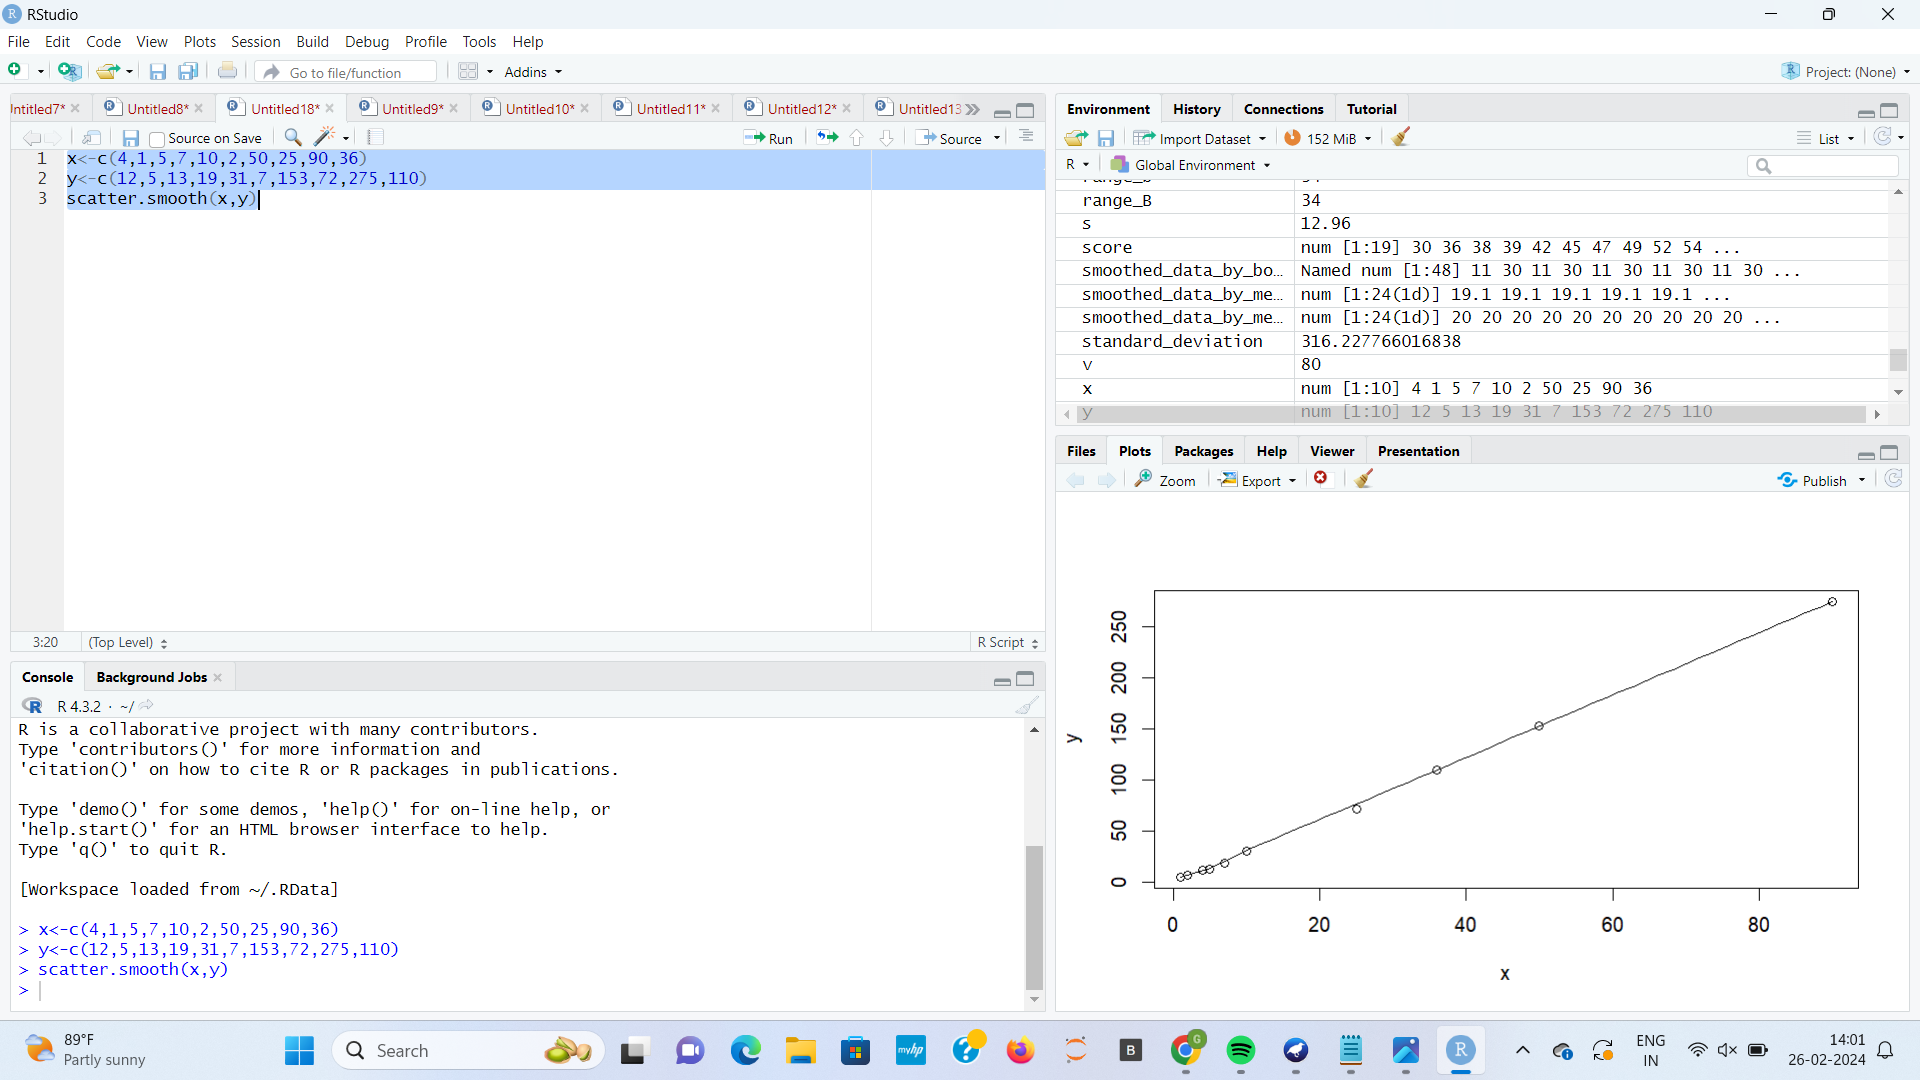 RStudio
File Edit Code View Plots Session Build Debug Profile Tools Help
Go to file/function Addins Project: (None)
ntitled7* Untitled8* Untitled18* Untitled9* Untitled10* Untitled11* Untitled12* Untitled13
Source on Save Run Source
1 x<-c(4,1,5,7,10,2,50,25,90,36)
2 y<-c(12,5,13,19,31,7,153,72,275,110)
3 scatter.smooth(x,y)
3:20 (Top Level) R Script
Console Background Jobs
R 4.3.2 · ~/
R is a collaborative project with many contributors.
Type 'contributors()' for more information and
'citation()' on how to cite R or R packages in publications.
Type 'demo()' for some demos, 'help()' for on-line help, or
'help.start()' for an HTML browser interface to help.
Type 'q()' to quit R.
[Workspace loaded from ~/.RData]
> x<-c(4,1,5,7,10,2,50,25,90,36)
> y<-c(12,5,13,19,31,7,153,72,275,110)
> scatter.smooth(x,y)
>
Environment History Connections Tutorial
Import Dataset 152 MiB List
R Global Environment
range_B 34
s 12.96
score num [1:19] 30 36 38 39 42 45 47 49 52 54 ...
smoothed_data_by_bo… Named num [1:48] 11 30 11 30 11 30 11 30 11 30 ...
smoothed_data_by_me… num [1:24(1d)] 19.1 19.1 19.1 19.1 19.1 ...
smoothed_data_by_me… num [1:24(1d)] 20 20 20 20 20 20 20 20 20 20 ...
standard_deviation 316.227766016838
v 80
x num [1:10] 4 1 5 7 10 2 50 25 90 36
y num [1:10] 12 5 13 19 31 7 153 72 275 110
Files Plots Packages Help Viewer Presentation
Zoom Export Publish
250
200
150
100
50
0
y
0 20 40 60 80
x
89°F
Partly sunny
Search
myhp
B
G
R
ENG
IN
14:01
26-02-2024